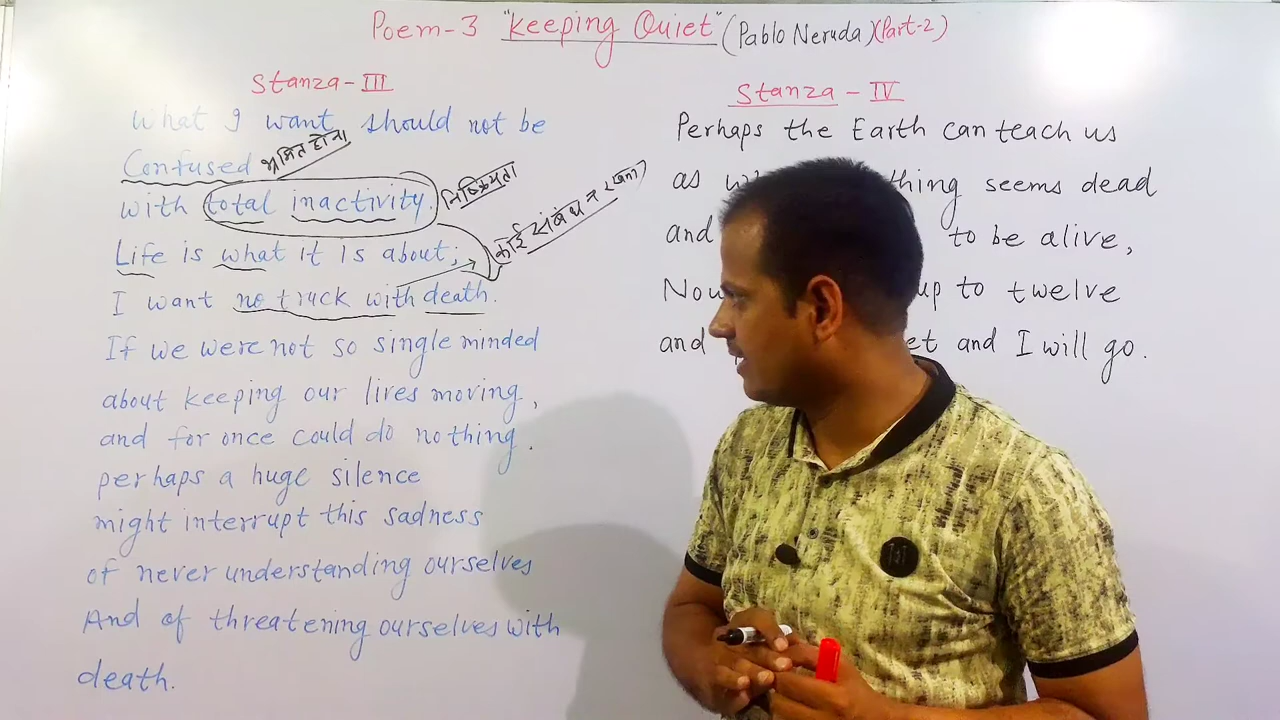 Poem-3 "Keeping Quiet" (Pablo Neruda)(Part-2)
Stanza-III
What I want should not be
Confused भ्रमित होना
with total inactivity. निष्क्रियता
Life is what it is about; कोई संबंध न रखना
I want no truck with death.
If we were not so single minded
about keeping our lives moving,
and for once could do nothing.
perhaps a huge silence
might interrupt this sadness
of never understanding ourselves
And of threatening ourselves with
death.
Stanza-IV
Perhaps the Earth can teach us
as thing seems dead
and to be alive,
Now up to twelve
and et and I will go.